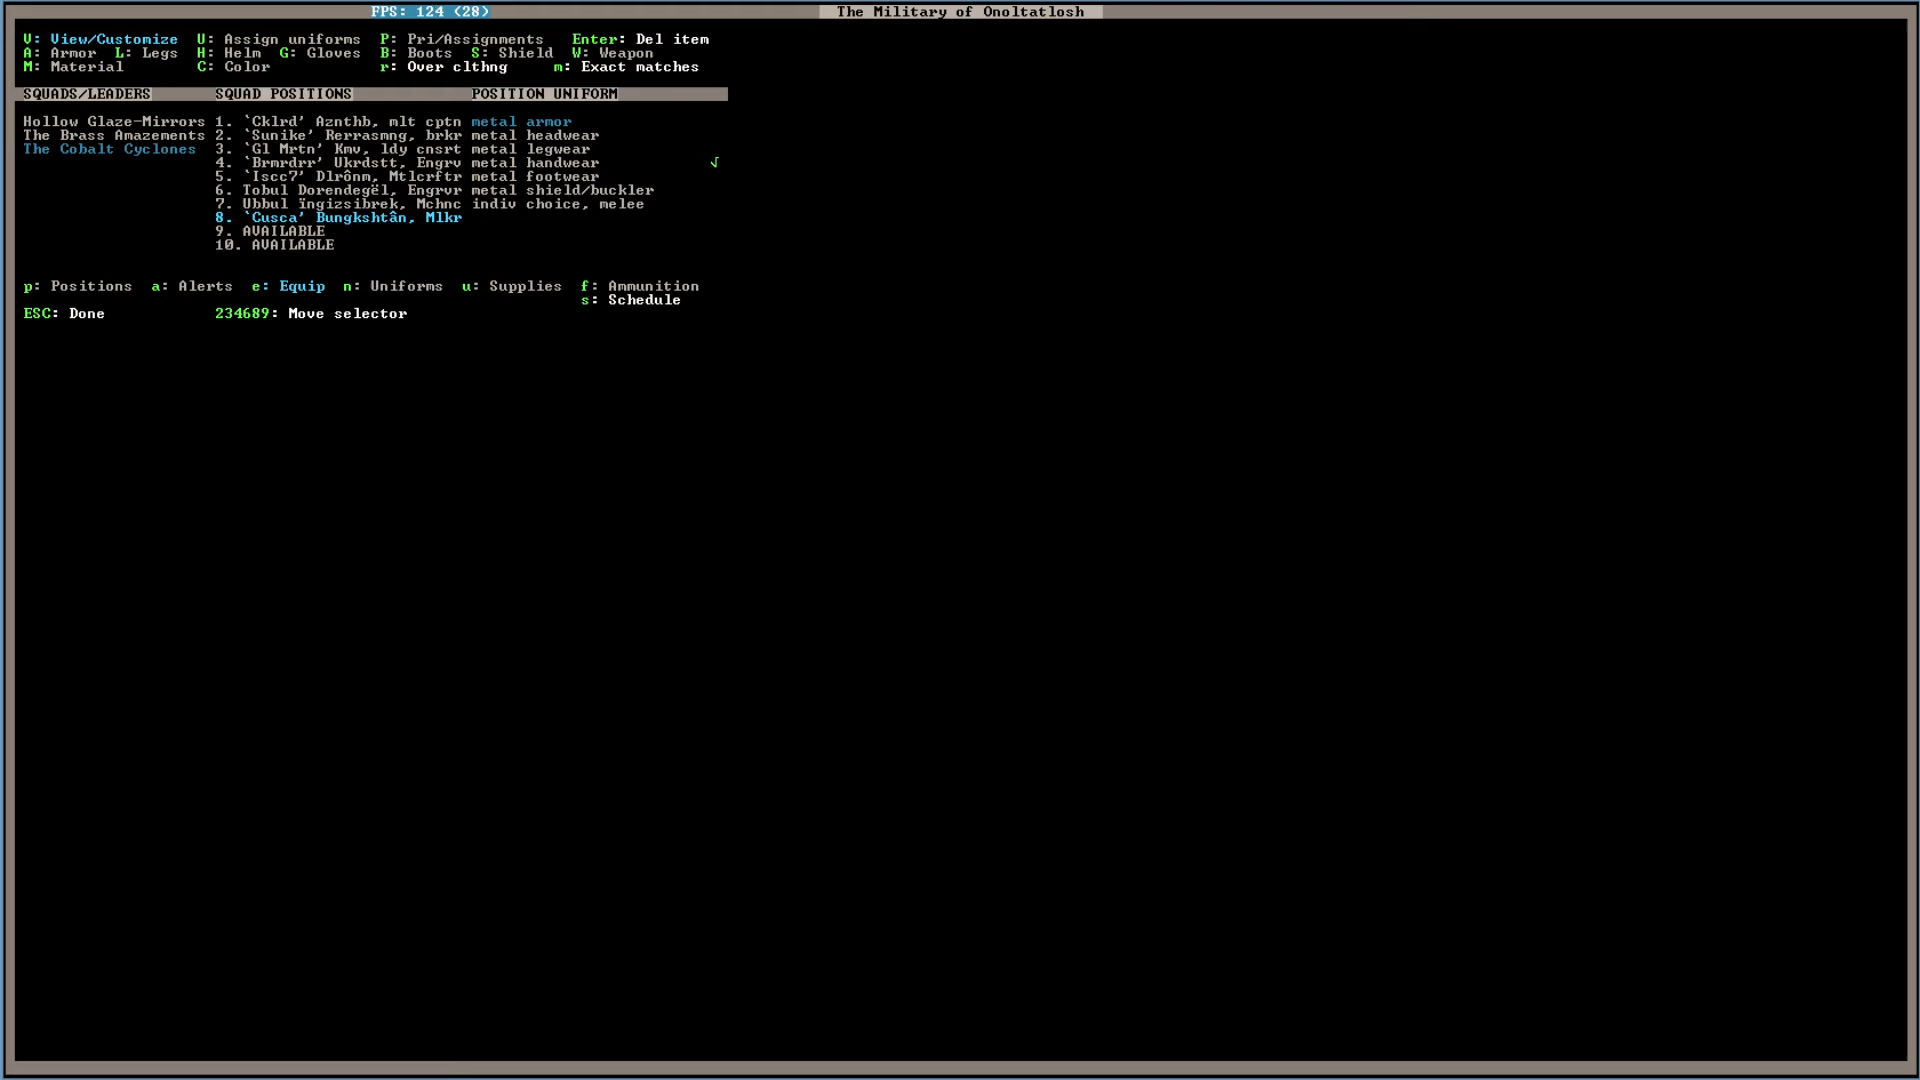 FPS: 124 (28) The Military of Onoltatlosh
V: View/Customize U: Assign uniforms P: Pri/Assignments Enter: Del item
A: Armor L: Legs H: Helm G: Gloves B: Boots S: Shield W: Weapon
M: Material C: Color r: Over clthng m: Exact matches
SQUADS/LEADERS SQUAD POSITIONS POSITION UNIFORM
Hollow Glaze-Mirrors 1. `Cklrd' Aznthb, mlt cptn metal armor
The Brass Amazements 2. `Sunike' Rerrasmng, brkr metal headwear
The Cobalt Cyclones 3. `Gl Mrtn' Kmv, ldy cnsrt metal legwear
4. `Brmrdrr' Ukrdstt, Engrv metal handwear √
5. `Iscc7' Dlrônm, Mtlcrftr metal footwear
6. Tobul Dorendegël, Engrvr metal shield/buckler
7. Ubbul ïngizsibrek, Mchnc indiv choice, melee
8. `Cusca' Bungkshtân, Mlkr
9. AVAILABLE
10. AVAILABLE
p: Positions a: Alerts e: Equip n: Uniforms u: Supplies f: Ammunition
s: Schedule
ESC: Done 234689: Move selector